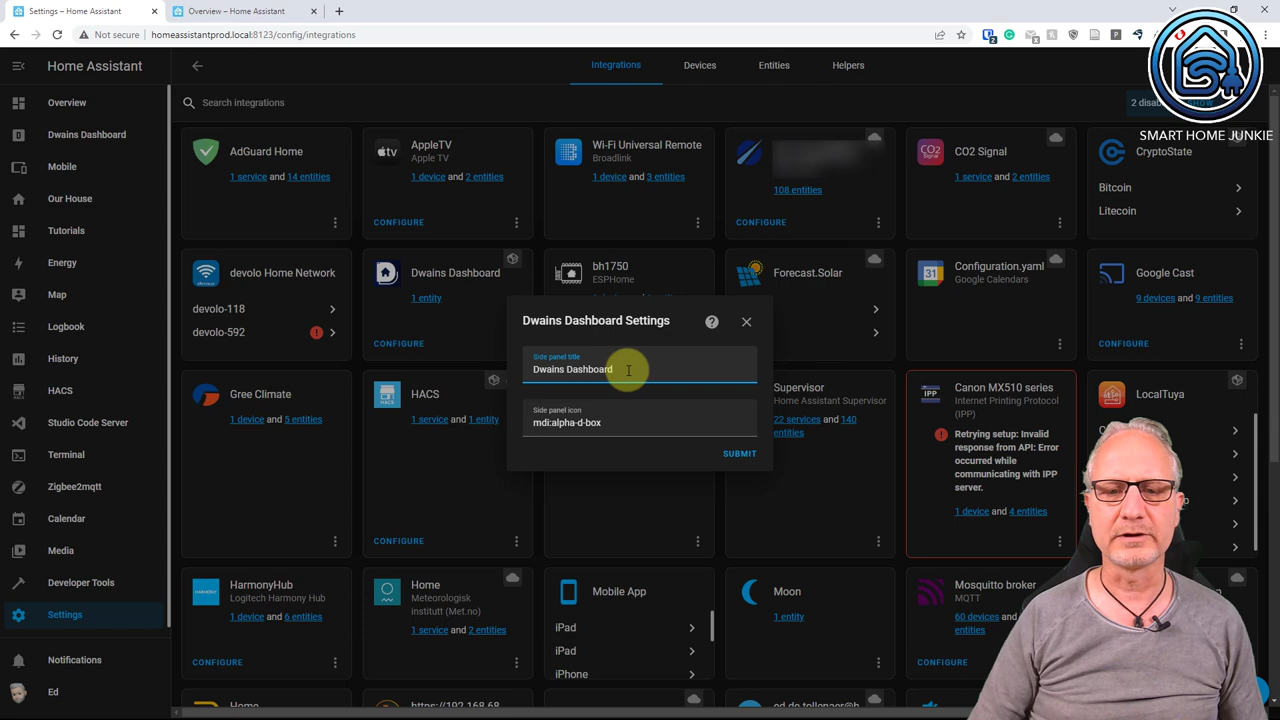 Settings – Home Assistant
Overview – Home Assistant
Not secure
homeassistantprod.local:8123/config/integrations
SMART HOME JUNKIE
Home Assistant
Integrations
Devices
Entities
Helpers
Search integrations
Overview
Dwains Dashboard
Mobile
Our House
Tutorials
Energy
Map
Logbook
History
HACS
Studio Code Server
Terminal
Zigbee2mqtt
Calendar
Media
Developer Tools
Settings
Notifications
Ed
AdGuard Home
1 service and 14 entities
AppleTV
Apple TV
1 device and 2 entities
CONFIGURE
Wi-Fi Universal Remote
Broadlink
1 device and 3 entities
108 entities
CONFIGURE
CO2 Signal
1 service and 2 entities
CryptoState
Bitcoin
Litecoin
devolo Home Network
devolo-118
devolo-592
Dwains Dashboard
1 entity
CONFIGURE
bh1750
ESPHome
Forecast.Solar
Configuration.yaml
Google Calendars
Google Cast
9 devices and 9 entities
CONFIGURE
Dwains Dashboard Settings
Side panel title
Dwains Dashboard
Side panel icon
mdi:alpha-d-box
SUBMIT
Gree Climate
1 device and 5 entities
HACS
1 service and 1 entity
CONFIGURE
Supervisor
Home Assistant Supervisor
22 services and 140
entities
Canon MX510 series
Internet Printing Protocol
(IPP)
Retrying setup: Invalid
response from API: Error
occurred while
communicating with IPP
server.
1 device and 4 entities
LocalTuya
HarmonyHub
Logitech Harmony Hub
1 device and 6 entities
CONFIGURE
Home
Meteorologisk
institutt (Met.no)
1 service and 2 entities
CONFIGURE
Mobile App
iPad
iPad
iPhone
Moon
1 entity
Mosquitto broker
MQTT
60 devices and
entities
CONFIGURE
Home